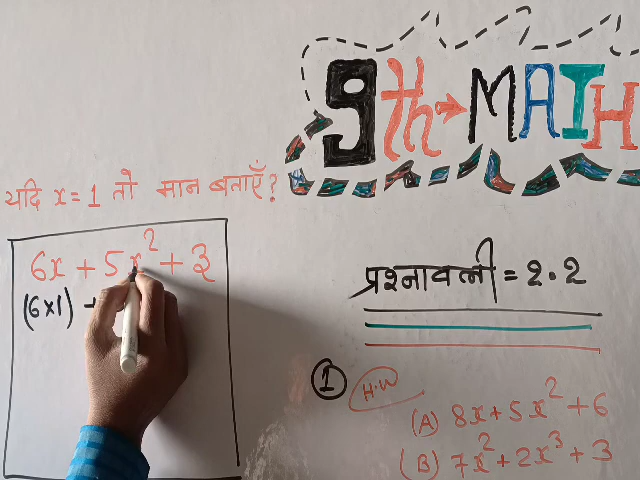 9th → MATH
यदि x = 1 तो मान बताएँ ?
6x + 5x² + 3
(6×1) +
प्रश्नावली = 2.2
① H.W
(A) 8x + 5x² + 6
(B) 7x² + 2x³ + 3